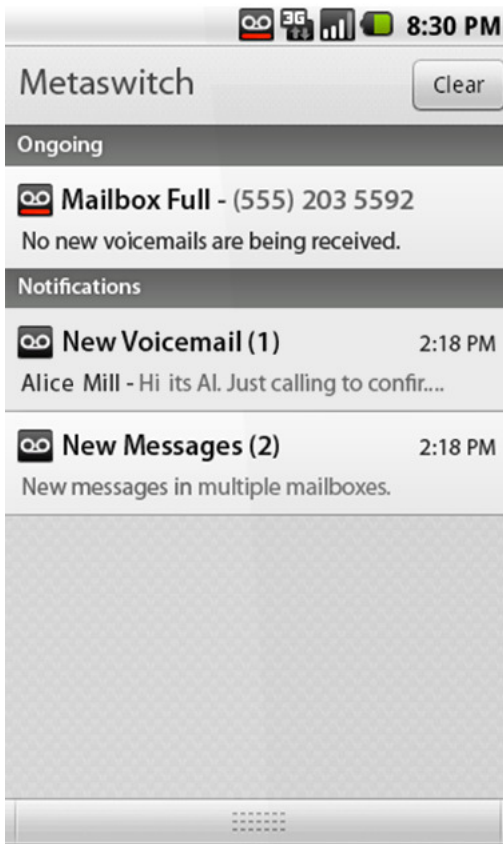 3G 8:30 PM
Metaswitch Clear
Ongoing
Mailbox Full - (555) 203 5592
No new voicemails are being received.
Notifications
New Voicemail (1) 2:18 PM
Alice Mill - Hi its Al. Just calling to confir....
New Messages (2) 2:18 PM
New messages in multiple mailboxes.